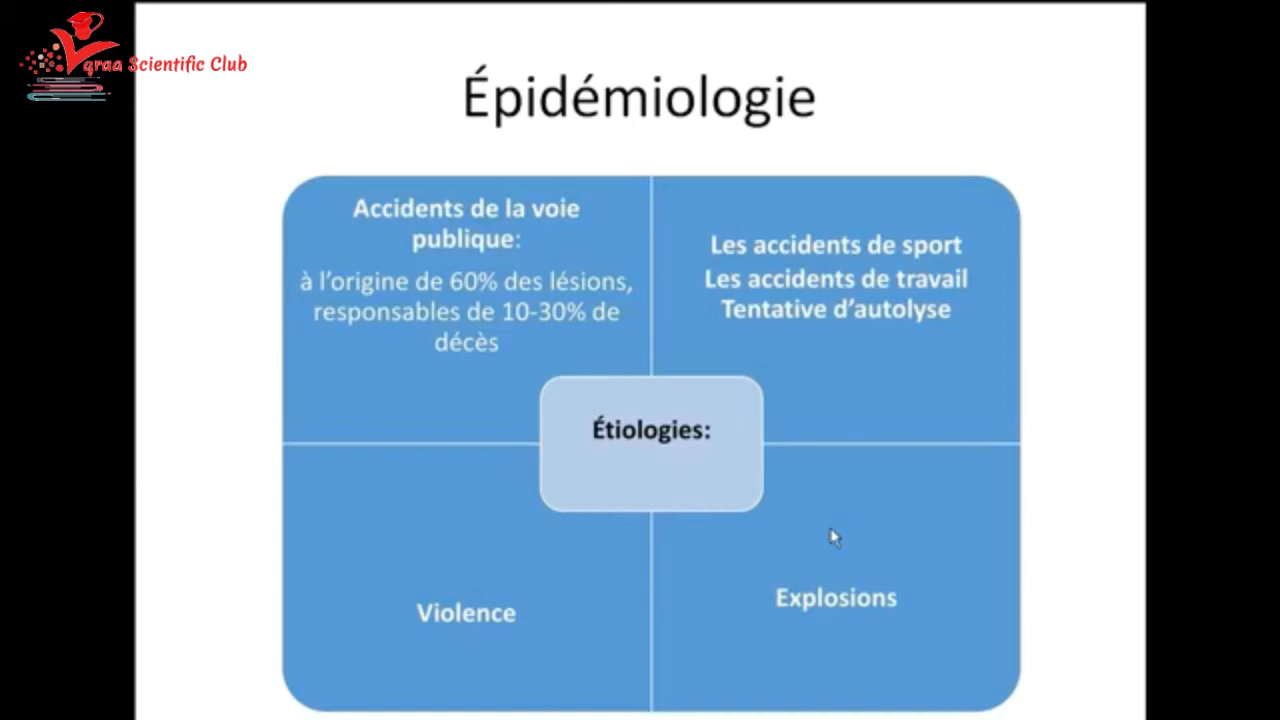 qraa Scientific Club
Épidémiologie
Accidents de la voie
publique:
à l'origine de 60% des lésions,
responsables de 10-30% de
décès
Les accidents de sport
Les accidents de travail
Tentative d'autolyse
Étiologies:
Violence
Explosions